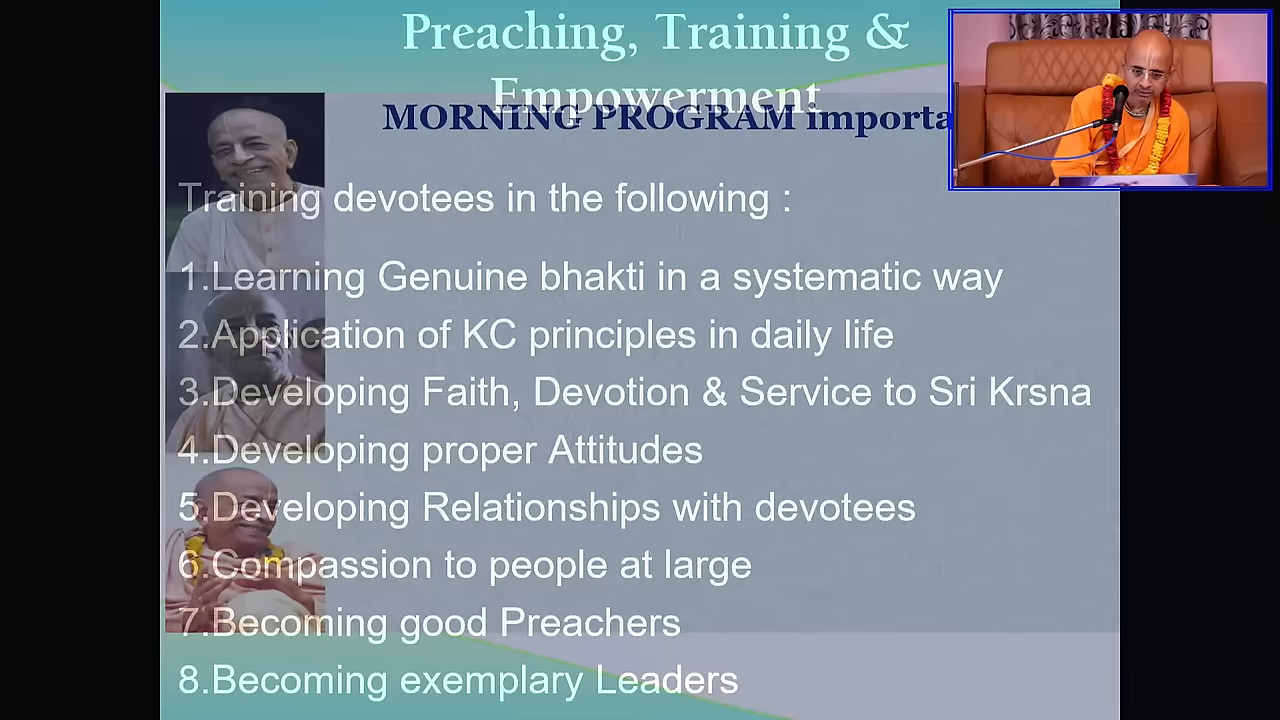 Preaching, Training &
Empowerment
MORNING PROGRAM importa
Training devotees in the following :
1.Learning Genuine bhakti in a systematic way
2.Application of KC principles in daily life
3.Developing Faith, Devotion & Service to Sri Krsna
4.Developing proper Attitudes
5.Developing Relationships with devotees
6.Compassion to people at large
7.Becoming good Preachers
8.Becoming exemplary Leaders